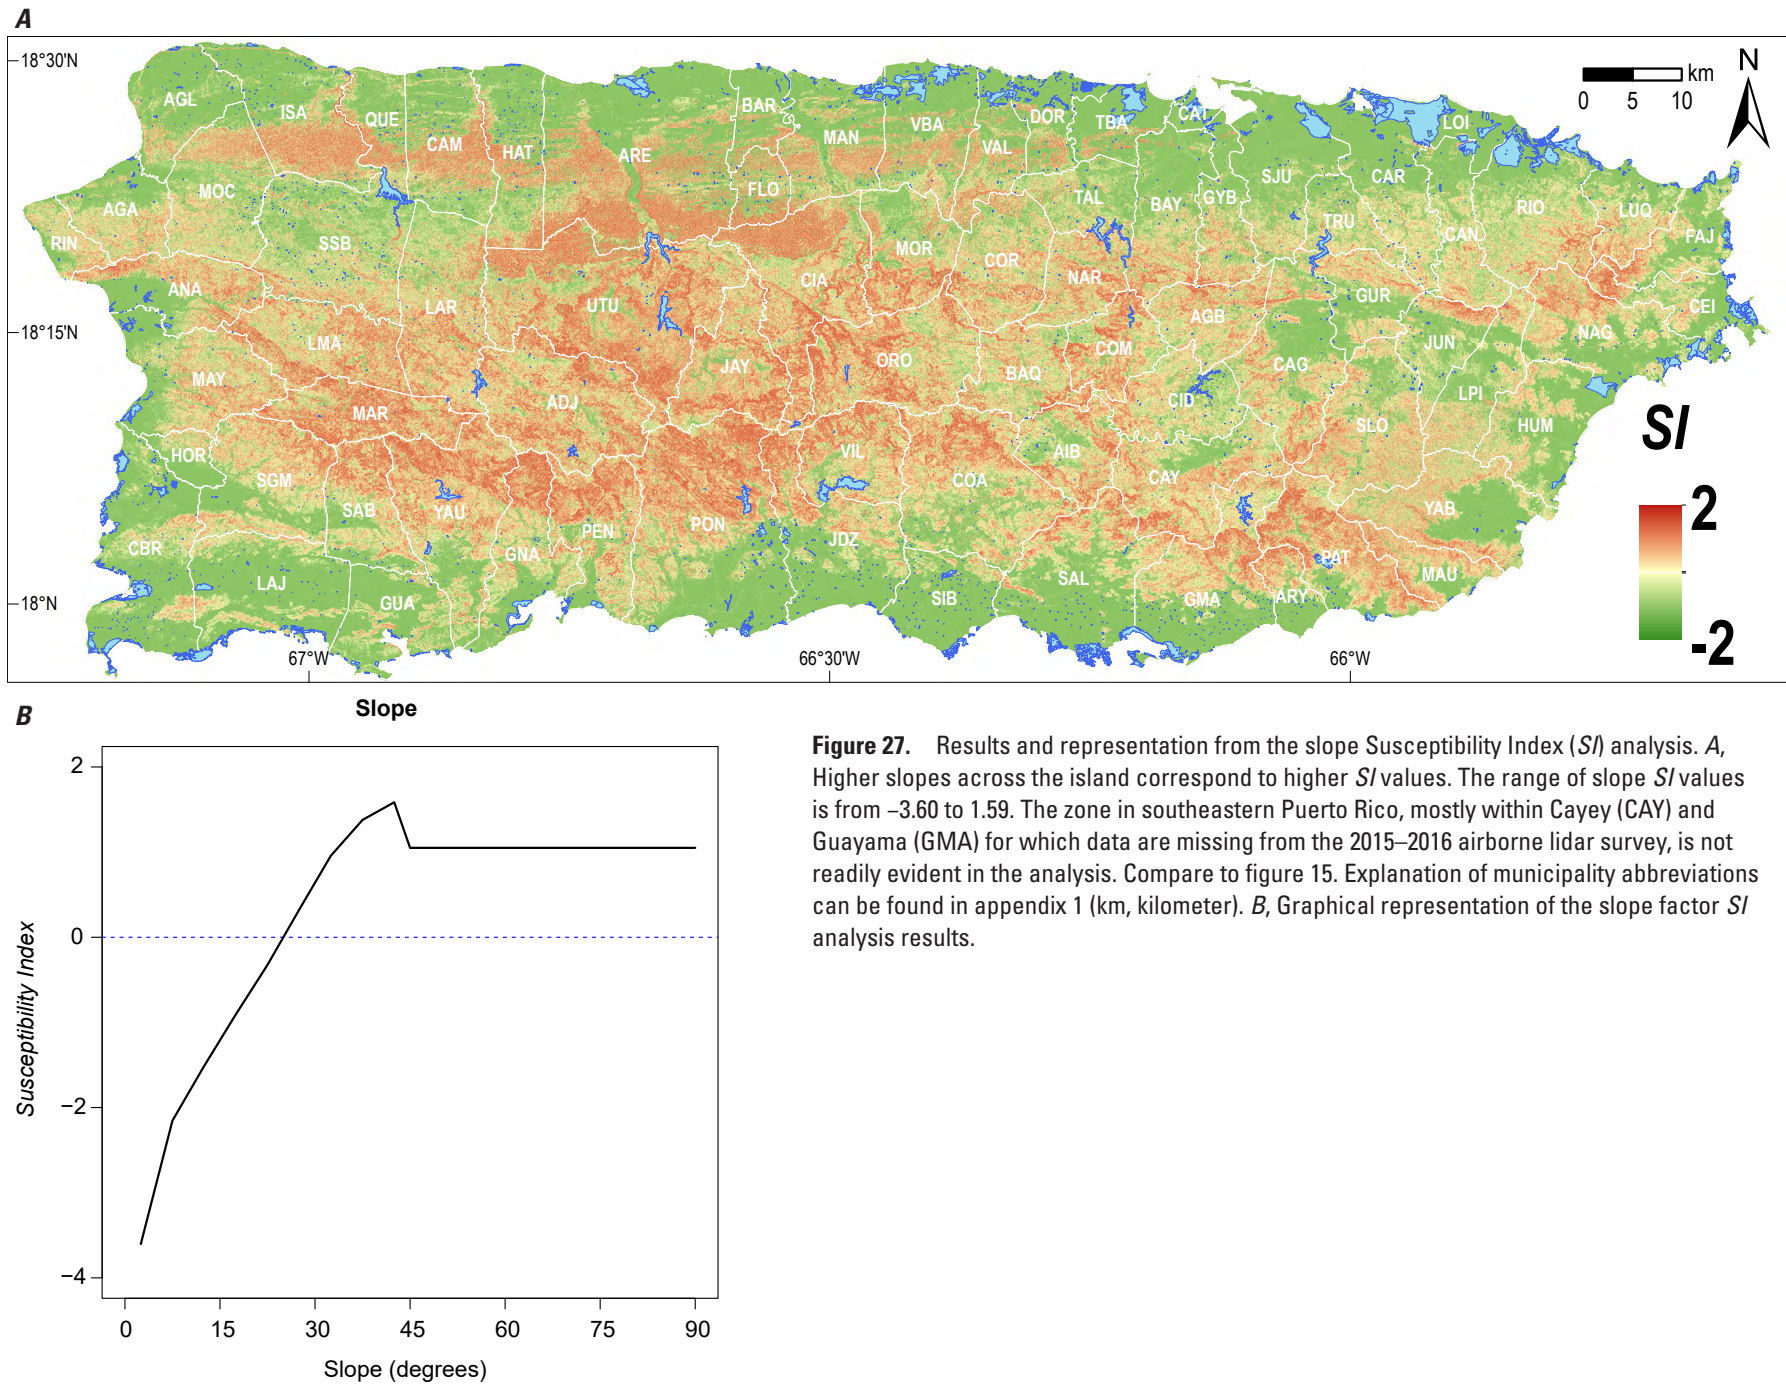 A
18°30'N
18°15'N
18°N
67°W
66°30'W
66°W
km
0 5 10
N
AGL
ISA
QUE
CAM
HAT
ARE
BAR
MAN
VBA
VAL
DOR
TBA
CAT
LOI
MOC
FLO
TAL
BAY
GYB
SJU
CAR
RIO
LUQ
AGA
RIN
SSB
MOR
COR
TRU
CAN
FAJ
ANA
LAR
UTU
CIA
NAR
GUR
CEI
LMA
ORO
COM
AGB
JUN
NAG
MAY
JAY
BAQ
CAG
LPI
MAR
ADJ
CID
SLO
HUM
HOR
SGM
VIL
AIB
COA
CAY
SAB
YAU
PEN
PON
YAB
CBR
GNA
JDZ
LAJ
GUA
SIB
SAL
GMA
ARY
PAT
MAU
SI
2
-2
B
Slope
2
0
−2
−4
Susceptibility Index
0 15 30 45 60 75 90
Slope (degrees)
Figure 27. Results and representation from the slope Susceptibility Index (SI) analysis. A,
Higher slopes across the island correspond to higher SI values. The range of slope SI values
is from −3.60 to 1.59. The zone in southeastern Puerto Rico, mostly within Cayey (CAY) and
Guayama (GMA) for which data are missing from the 2015–2016 airborne lidar survey, is not
readily evident in the analysis. Compare to figure 15. Explanation of municipality abbreviations
can be found in appendix 1 (km, kilometer). B, Graphical representation of the slope factor SI
analysis results.